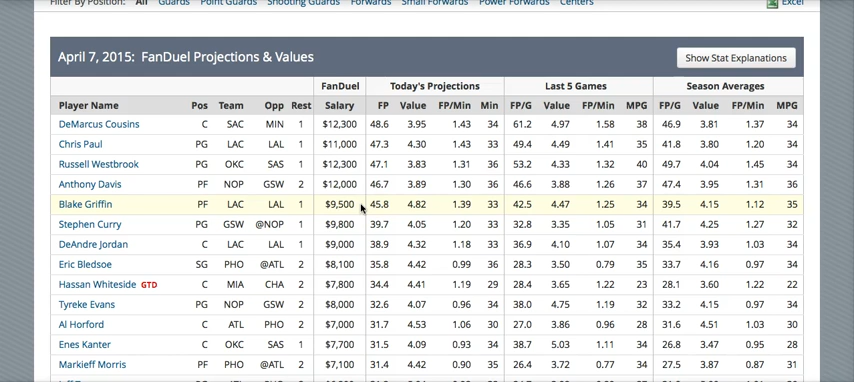 Filter By Position: All Guards Point Guards Shooting Guards Forwards Small Forwards Power Forwards Centers Excel
April 7, 2015: FanDuel Projections & Values Show Stat Explanations
FanDuel Today's Projections Last 5 Games Season Averages
Player Name Pos Team Opp Rest Salary FP Value FP/Min Min FP/G Value FP/Min MPG FP/G Value FP/Min MPG
DeMarcus Cousins C SAC MIN 1 $12,300 48.6 3.95 1.43 34 61.2 4.97 1.58 38 46.9 3.81 1.37 34
Chris Paul PG LAC LAL 1 $11,000 47.3 4.30 1.43 33 49.4 4.49 1.41 35 41.8 3.80 1.20 34
Russell Westbrook PG OKC SAS 1 $12,300 47.1 3.83 1.31 36 53.2 4.33 1.32 40 49.7 4.04 1.45 34
Anthony Davis PF NOP GSW 2 $12,000 46.7 3.89 1.30 36 46.6 3.88 1.26 37 47.4 3.95 1.31 36
Blake Griffin PF LAC LAL 1 $9,500 45.8 4.82 1.39 33 42.5 4.47 1.25 34 39.5 4.15 1.12 35
Stephen Curry PG GSW @NOP 1 $9,800 39.7 4.05 1.20 33 32.8 3.35 1.05 31 41.7 4.25 1.27 32
DeAndre Jordan C LAC LAL 1 $9,000 38.9 4.32 1.18 33 36.9 4.10 1.07 34 35.4 3.93 1.03 34
Eric Bledsoe SG PHO @ATL 2 $8,100 35.8 4.42 0.99 36 28.3 3.50 0.79 35 33.7 4.16 0.97 34
Hassan Whiteside GTD C MIA CHA 2 $7,800 34.4 4.41 1.19 29 28.4 3.65 1.22 23 28.1 3.60 1.22 22
Tyreke Evans PG NOP GSW 2 $8,000 32.6 4.07 0.96 34 38.0 4.75 1.19 32 33.2 4.15 0.97 34
Al Horford C ATL PHO 2 $7,000 31.7 4.53 1.06 30 27.0 3.86 0.96 28 31.6 4.51 1.03 30
Enes Kanter C OKC SAS 1 $7,700 31.5 4.09 0.93 34 38.7 5.03 1.11 34 26.8 3.47 0.95 28
Markieff Morris PF PHO @ATL 2 $7,100 31.4 4.42 0.90 35 26.4 3.72 0.77 34 27.5 3.87 0.87 31